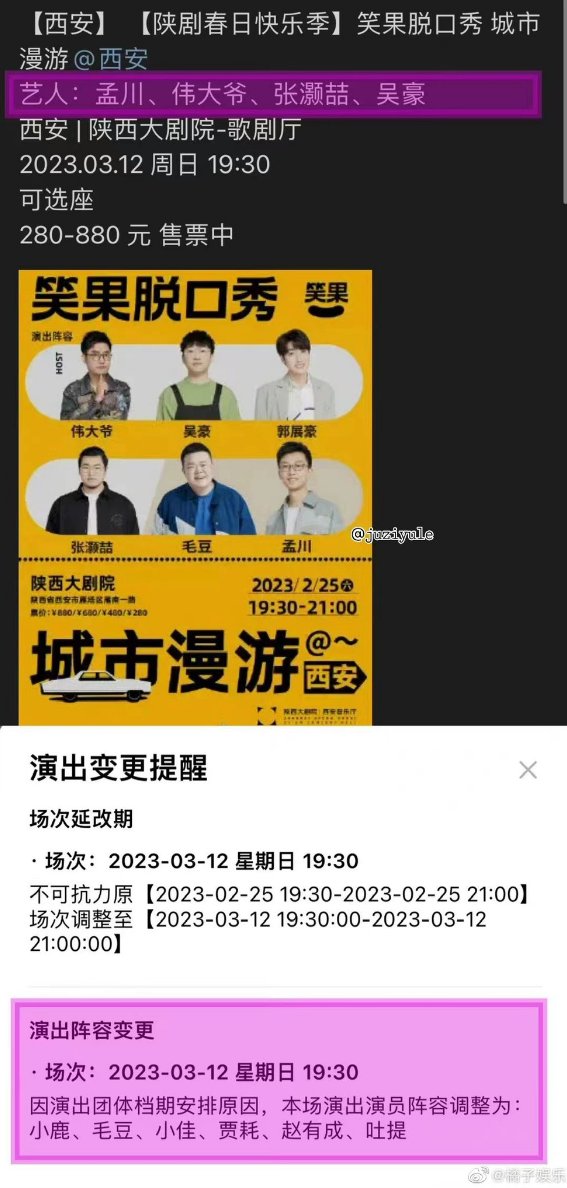 【西安】 【陕剧春日快乐季】笑果脱口秀 城市
漫游@西安
艺人：孟川、伟大爷、张灏喆、吴豪
西安 | 陕西大剧院-歌剧厅
2023.03.12 周日 19:30
可选座
280-880 元 售票中
笑果脱口秀
笑果
演出阵容
HOST
伟大爷
吴豪
郭展豪
张灏喆
毛豆
孟川
@juziyule
陕西大剧院
陕西省西安市雁塔区雁南一路
票价：¥880/¥680/¥480/¥280
2023/2/25 六
19:30-21:00
城市漫游@～西安
陕西大剧院 | 西安音乐厅
演出变更提醒
场次延改期
· 场次：2023-03-12 星期日 19:30
不可抗力原【2023-02-25 19:30-2023-02-25 21:00】
场次调整至【2023-03-12 19:30:00-2023-03-12
21:00:00】
演出阵容变更
· 场次：2023-03-12 星期日 19:30
因演出团体档期安排原因，本场演出演员阵容调整为：
小鹿、毛豆、小佳、贾耗、赵有成、吐提
@橘子娱乐